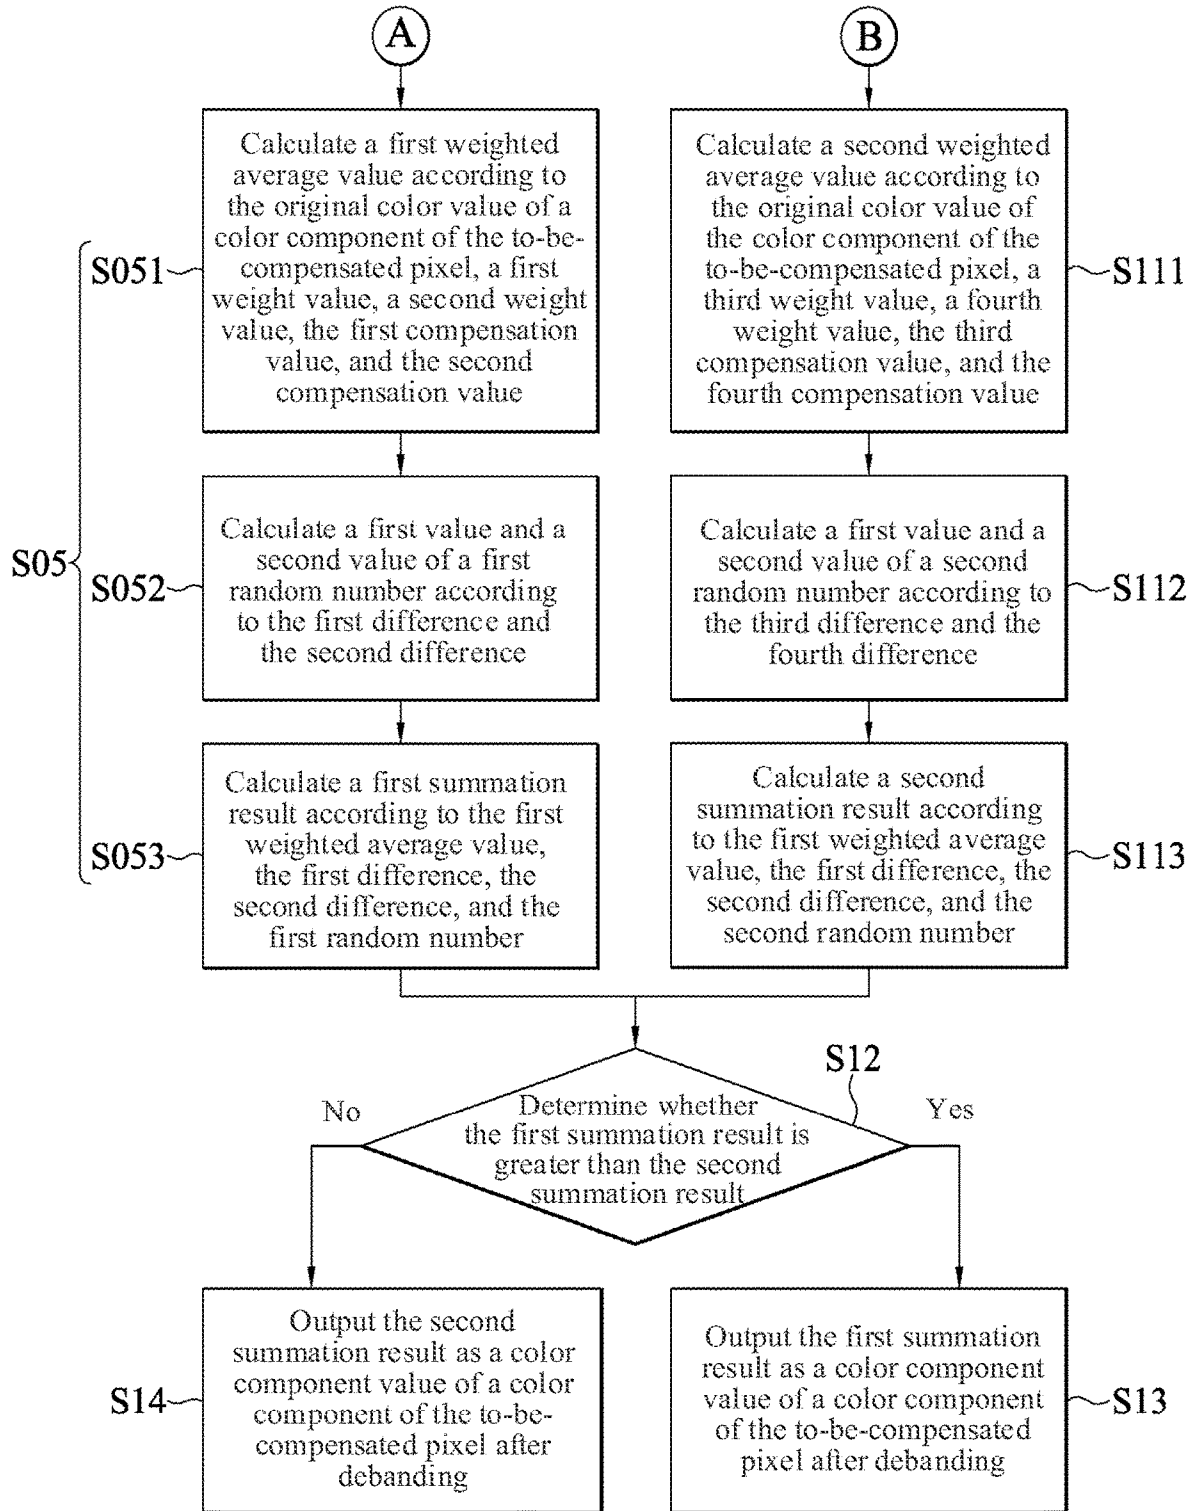 A
B
Calculate a first weighted
average value according to
the original color value of a
color component of the to-be-
compensated pixel, a first
weight value, a second weight
value, the first compensation
value, and the second
compensation value
S051
Calculate a second weighted
average value according to
the original color value of
the color component of the
to-be-compensated pixel, a
third weight value, a fourth
weight value, the third
compensation value, and the
fourth compensation value
S111
S05
Calculate a first value and a
second value of a first
random number according
to the first difference and
the second difference
S052
Calculate a first value and a
second value of a second
random number according to
the third difference and the
fourth difference
S112
Calculate a first summation
result according to the first
weighted average value,
the first difference, the
second difference, and the
first random number
S053
Calculate a second
summation result according
to the first weighted average
value, the first difference, the
second difference, and the
second random number
S113
S12
No
Determine whether
the first summation result is
greater than the second
summation result
Yes
Output the second
summation result as a color
component value of a color
component of the to-be-
compensated pixel after
debanding
S14
Output the first summation
result as a color component
value of a color component
of the to-be-compensated
pixel after debanding
S13